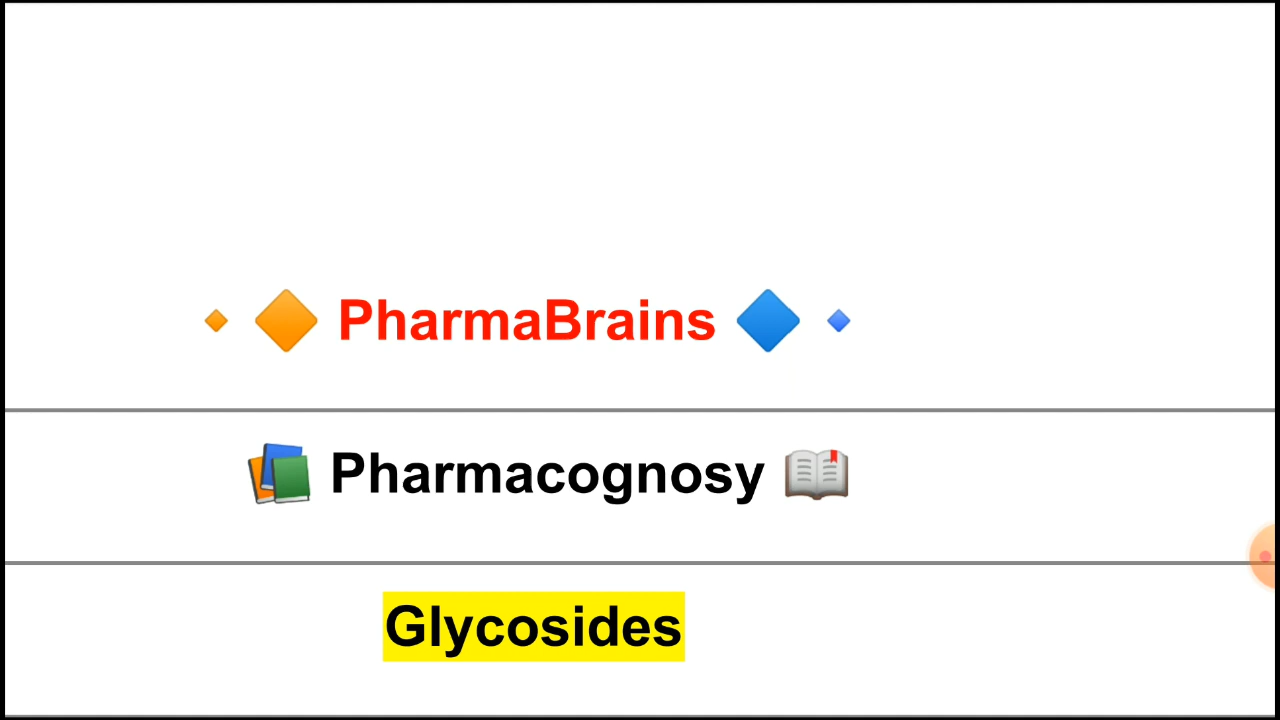 🔸 🔶 PharmaBrains 🔷 🔹
📚 Pharmacognosy 📖
Glycosides